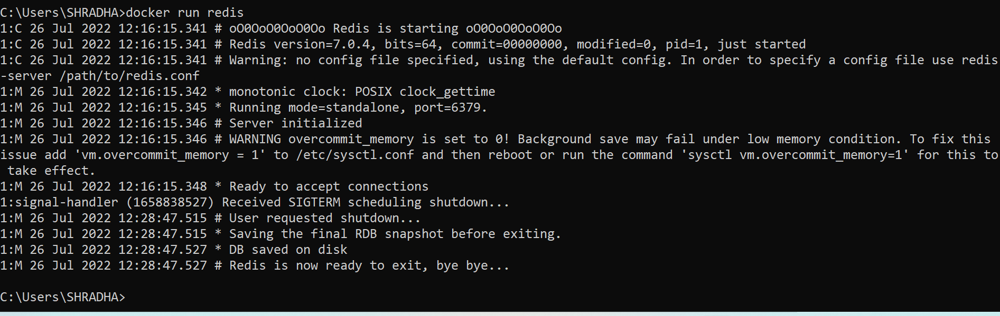 C:\Users\SHRADHA>docker run redis
1:C 26 Jul 2022 12:16:15.341 # oO0OoO0OoO0Oo Redis is starting oO0OoO0OoO0Oo
1:C 26 Jul 2022 12:16:15.341 # Redis version=7.0.4, bits=64, commit=00000000, modified=0, pid=1, just started
1:C 26 Jul 2022 12:16:15.341 # Warning: no config file specified, using the default config. In order to specify a config file use redis
-server /path/to/redis.conf
1:M 26 Jul 2022 12:16:15.342 * monotonic clock: POSIX clock_gettime
1:M 26 Jul 2022 12:16:15.345 * Running mode=standalone, port=6379.
1:M 26 Jul 2022 12:16:15.346 # Server initialized
1:M 26 Jul 2022 12:16:15.346 # WARNING overcommit_memory is set to 0! Background save may fail under low memory condition. To fix this
issue add 'vm.overcommit_memory = 1' to /etc/sysctl.conf and then reboot or run the command 'sysctl vm.overcommit_memory=1' for this to
 take effect.
1:M 26 Jul 2022 12:16:15.348 * Ready to accept connections
1:signal-handler (1658838527) Received SIGTERM scheduling shutdown...
1:M 26 Jul 2022 12:28:47.515 # User requested shutdown...
1:M 26 Jul 2022 12:28:47.515 * Saving the final RDB snapshot before exiting.
1:M 26 Jul 2022 12:28:47.527 * DB saved on disk
1:M 26 Jul 2022 12:28:47.527 # Redis is now ready to exit, bye bye...
C:\Users\SHRADHA>